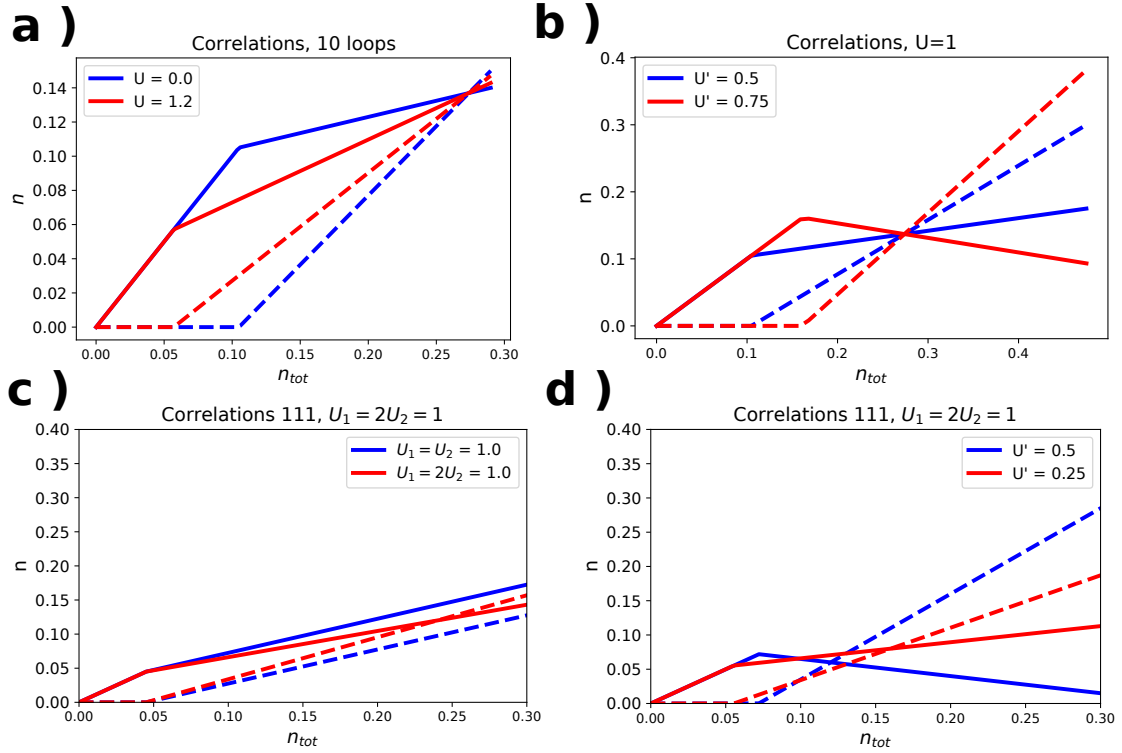 a )
Correlations, 10 loops
U = 0.0
U = 1.2
0.14
0.12
0.10
0.08
0.06
0.04
0.02
0.00
n
0.00 0.05 0.10 0.15 0.20 0.25 0.30
n_tot
b )
Correlations, U=1
U' = 0.5
U' = 0.75
0.4
0.3
0.2
0.1
0.0
n
0.0 0.1 0.2 0.3 0.4
n_tot
c )
Correlations 111, U_1 = 2U_2 = 1
U_1 = U_2 = 1.0
U_1 = 2U_2 = 1.0
0.40
0.35
0.30
0.25
0.20
0.15
0.10
0.05
0.00
n
0.00 0.05 0.10 0.15 0.20 0.25 0.30
n_tot
d )
Correlations 111, U_1 = 2U_2 = 1
U' = 0.5
U' = 0.25
0.40
0.35
0.30
0.25
0.20
0.15
0.10
0.05
0.00
n
0.00 0.05 0.10 0.15 0.20 0.25 0.30
n_tot